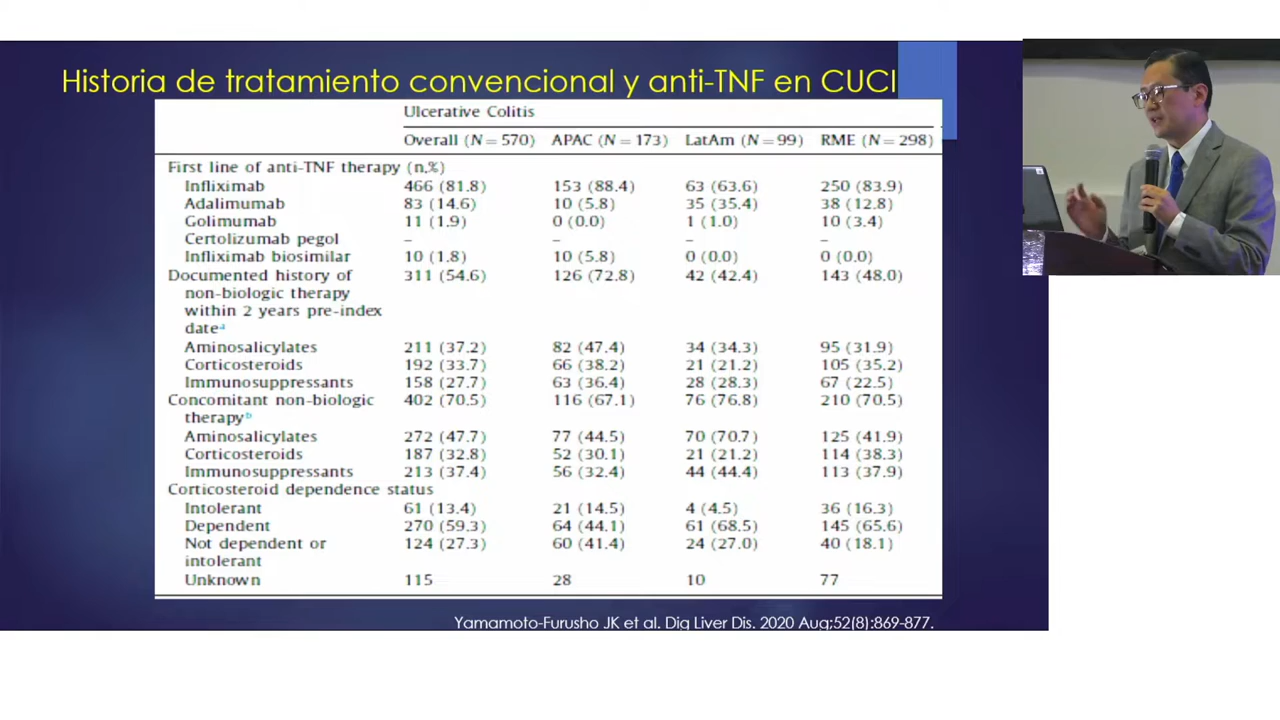 Historia de tratamiento convencional y anti-TNF en CUCI
Ulcerative Colitis
Overall (N = 570) APAC (N = 173) LatAm (N = 99) RME (N = 298)
First line of anti-TNF therapy (n,%)
Infliximab 466 (81.8) 153 (88.4) 63 (63.6) 250 (83.9)
Adalimumab 83 (14.6) 10 (5.8) 35 (35.4) 38 (12.8)
Golimumab 11 (1.9) 0 (0.0) 1 (1.0) 10 (3.4)
Certolizumab pegol – – – –
Infliximab biosimilar 10 (1.8) 10 (5.8) 0 (0.0) 0 (0.0)
Documented history of 311 (54.6) 126 (72.8) 42 (42.4) 143 (48.0)
non-biologic therapy
within 2 years pre-index
date a
Aminosalicylates 211 (37.2) 82 (47.4) 34 (34.3) 95 (31.9)
Corticosteroids 192 (33.7) 66 (38.2) 21 (21.2) 105 (35.2)
Immunosuppressants 158 (27.7) 63 (36.4) 28 (28.3) 67 (22.5)
Concomitant non-biologic 402 (70.5) 116 (67.1) 76 (76.8) 210 (70.5)
therapy b
Aminosalicylates 272 (47.7) 77 (44.5) 70 (70.7) 125 (41.9)
Corticosteroids 187 (32.8) 52 (30.1) 21 (21.2) 114 (38.3)
Immunosuppressants 213 (37.4) 56 (32.4) 44 (44.4) 113 (37.9)
Corticosteroid dependence status
Intolerant 61 (13.4) 21 (14.5) 4 (4.5) 36 (16.3)
Dependent 270 (59.3) 64 (44.1) 61 (68.5) 145 (65.6)
Not dependent or 124 (27.3) 60 (41.4) 24 (27.0) 40 (18.1)
intolerant
Unknown 115 28 10 77
Yamamoto-Furusho JK et al. Dig Liver Dis. 2020 Aug;52(8):869-877.